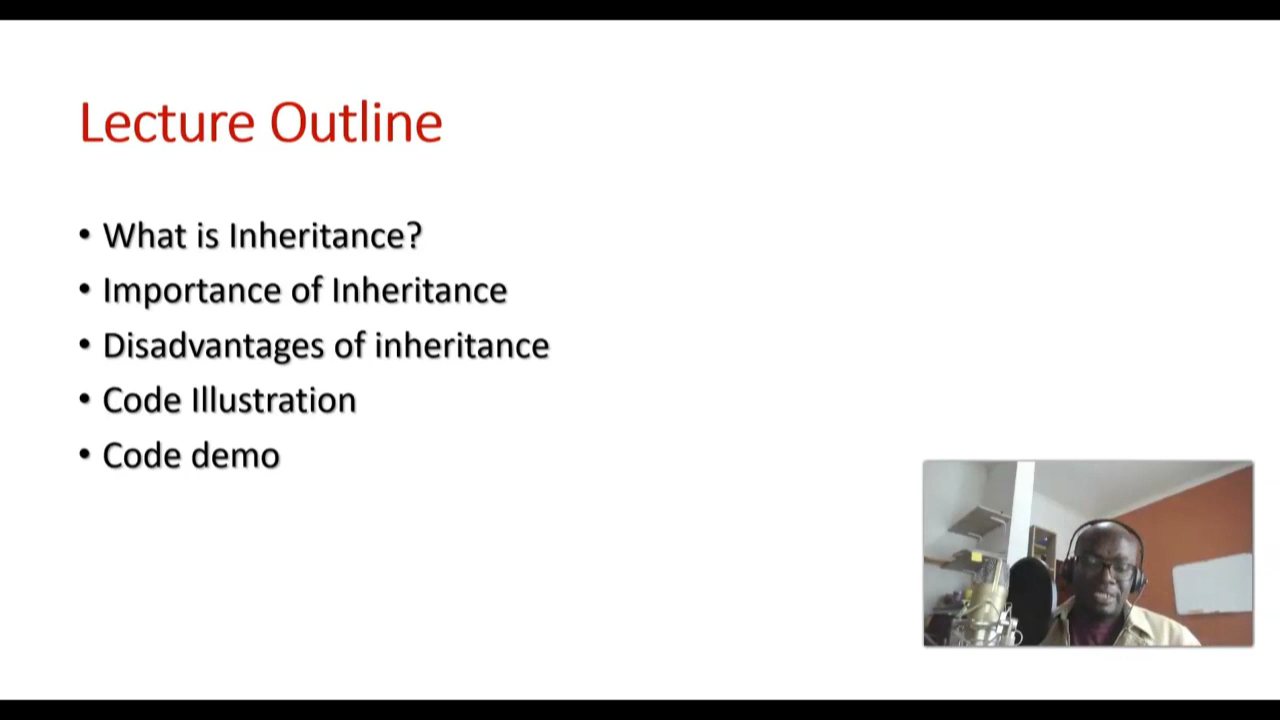 Lecture Outline
• What is Inheritance?
• Importance of Inheritance
• Disadvantages of inheritance
• Code Illustration
• Code demo